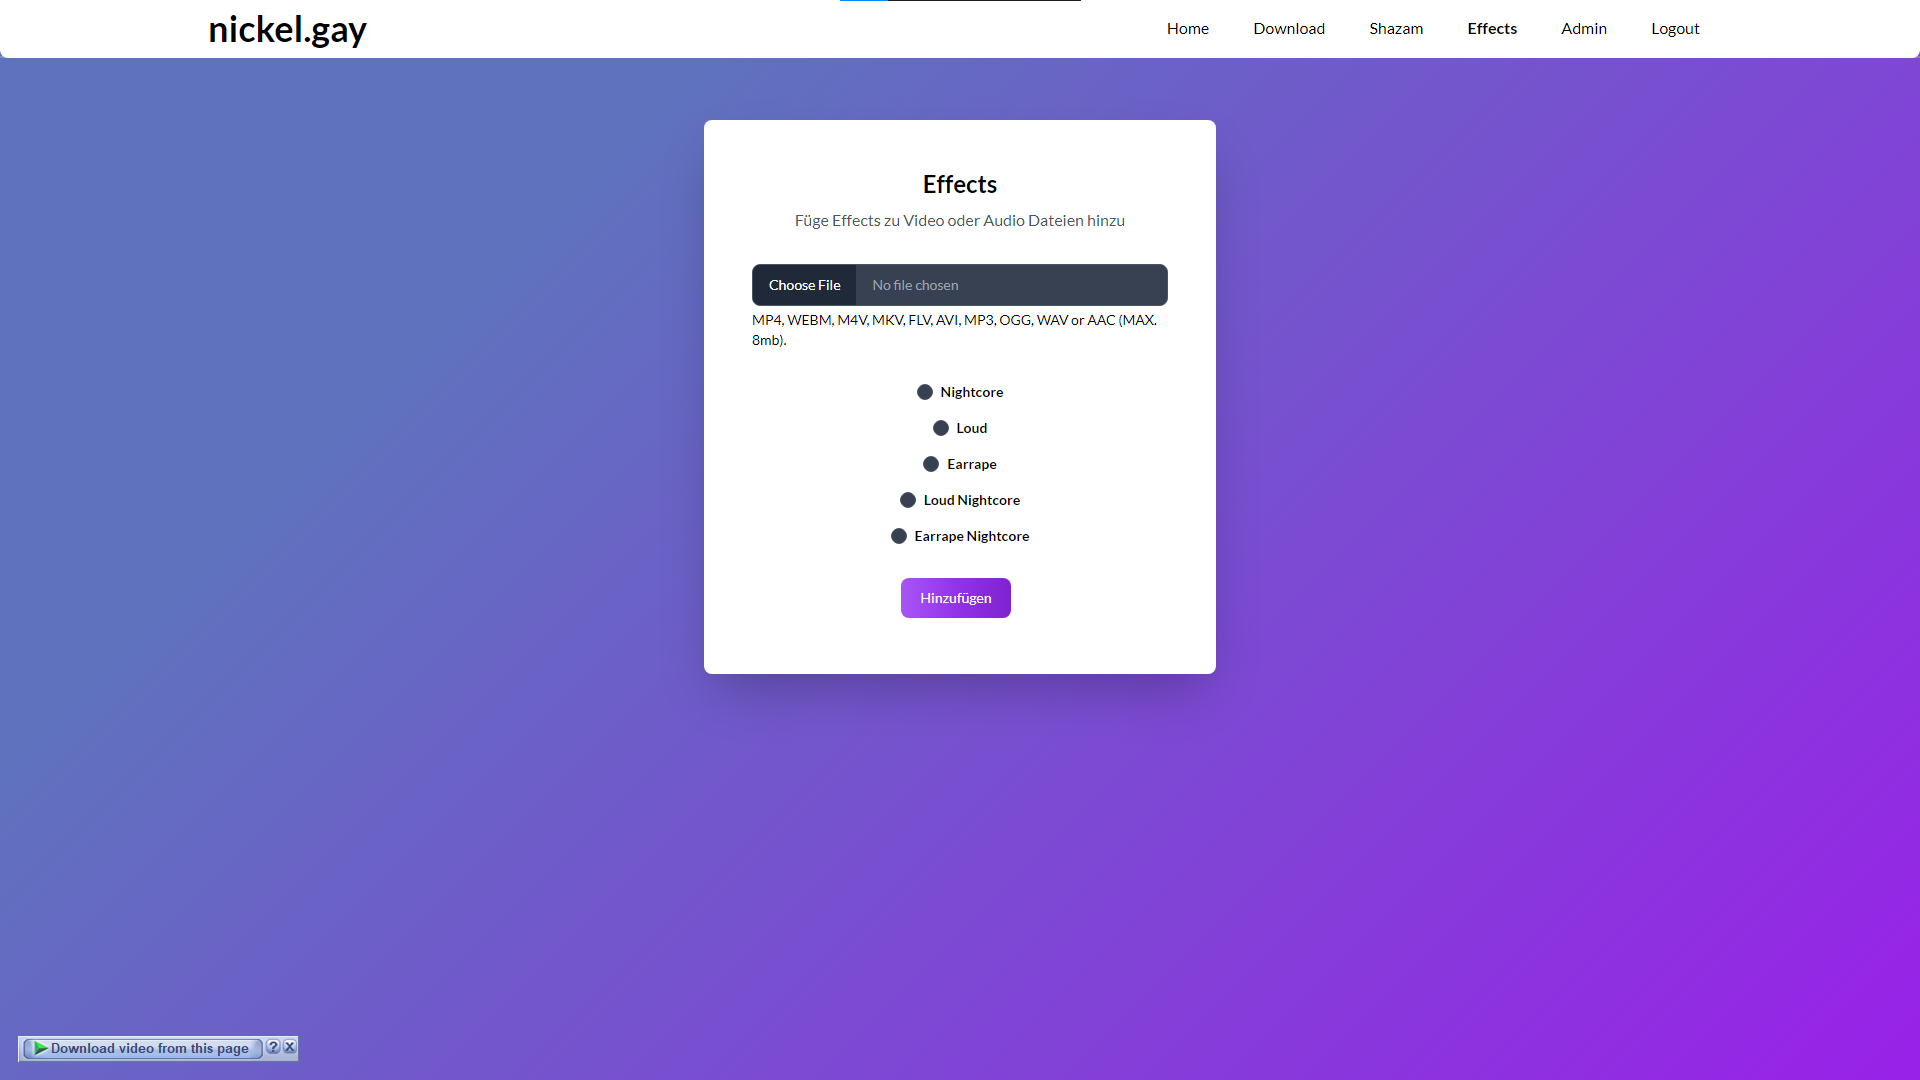 nickel.gay
Home Download Shazam Effects Admin Logout
Effects
Füge Effects zu Video oder Audio Dateien hinzu
Choose File No file chosen
MP4, WEBM, M4V, MKV, FLV, AVI, MP3, OGG, WAV or AAC (MAX.
8mb).
Nightcore
Loud
Earrape
Loud Nightcore
Earrape Nightcore
Hinzufügen
Download video from this page ? X